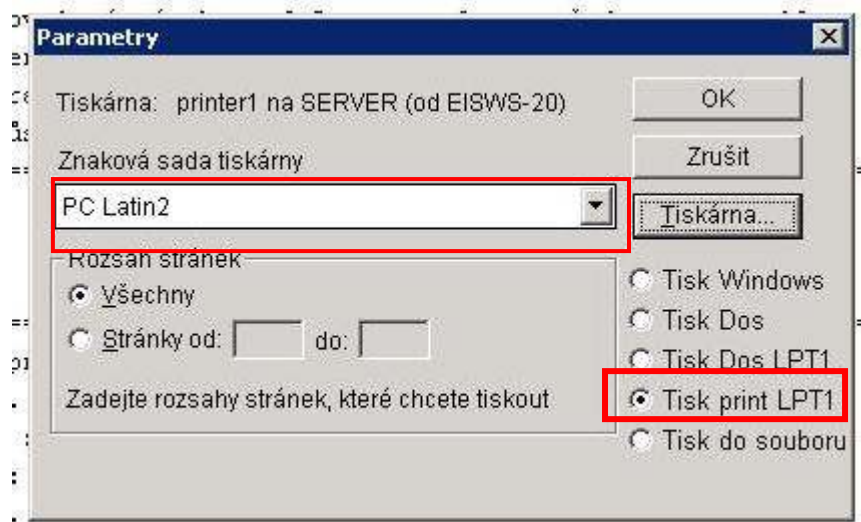 Parametry
Tiskárna: printer1 na SERVER (od EISWS-20)
OK
Znaková sada tiskárny
Zrušit
PC Latin2
Tiskárna...
Rozsah stránek
Všechny
Stránky od: do:
Zadejte rozsahy stránek, které chcete tiskout
Tisk Windows
Tisk Dos
Tisk Dos LPT1
Tisk print LPT1
Tisk do souboru